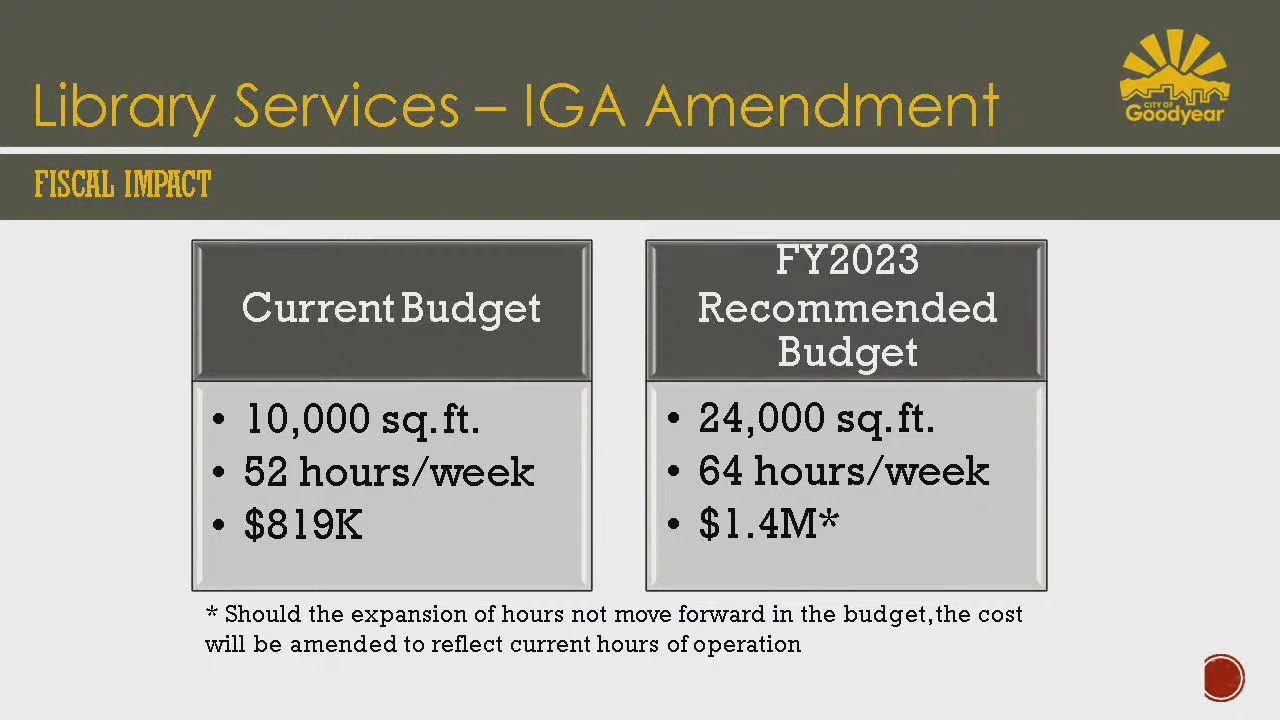 Library Services – IGA Amendment
CITY OF
Goodyear
FISCAL IMPACT
Current Budget
• 10,000 sq. ft.
• 52 hours/week
• $819K
FY2023
Recommended
Budget
• 24,000 sq. ft.
• 64 hours/week
• $1.4M*
* Should the expansion of hours not move forward in the budget, the cost
will be amended to reflect current hours of operation